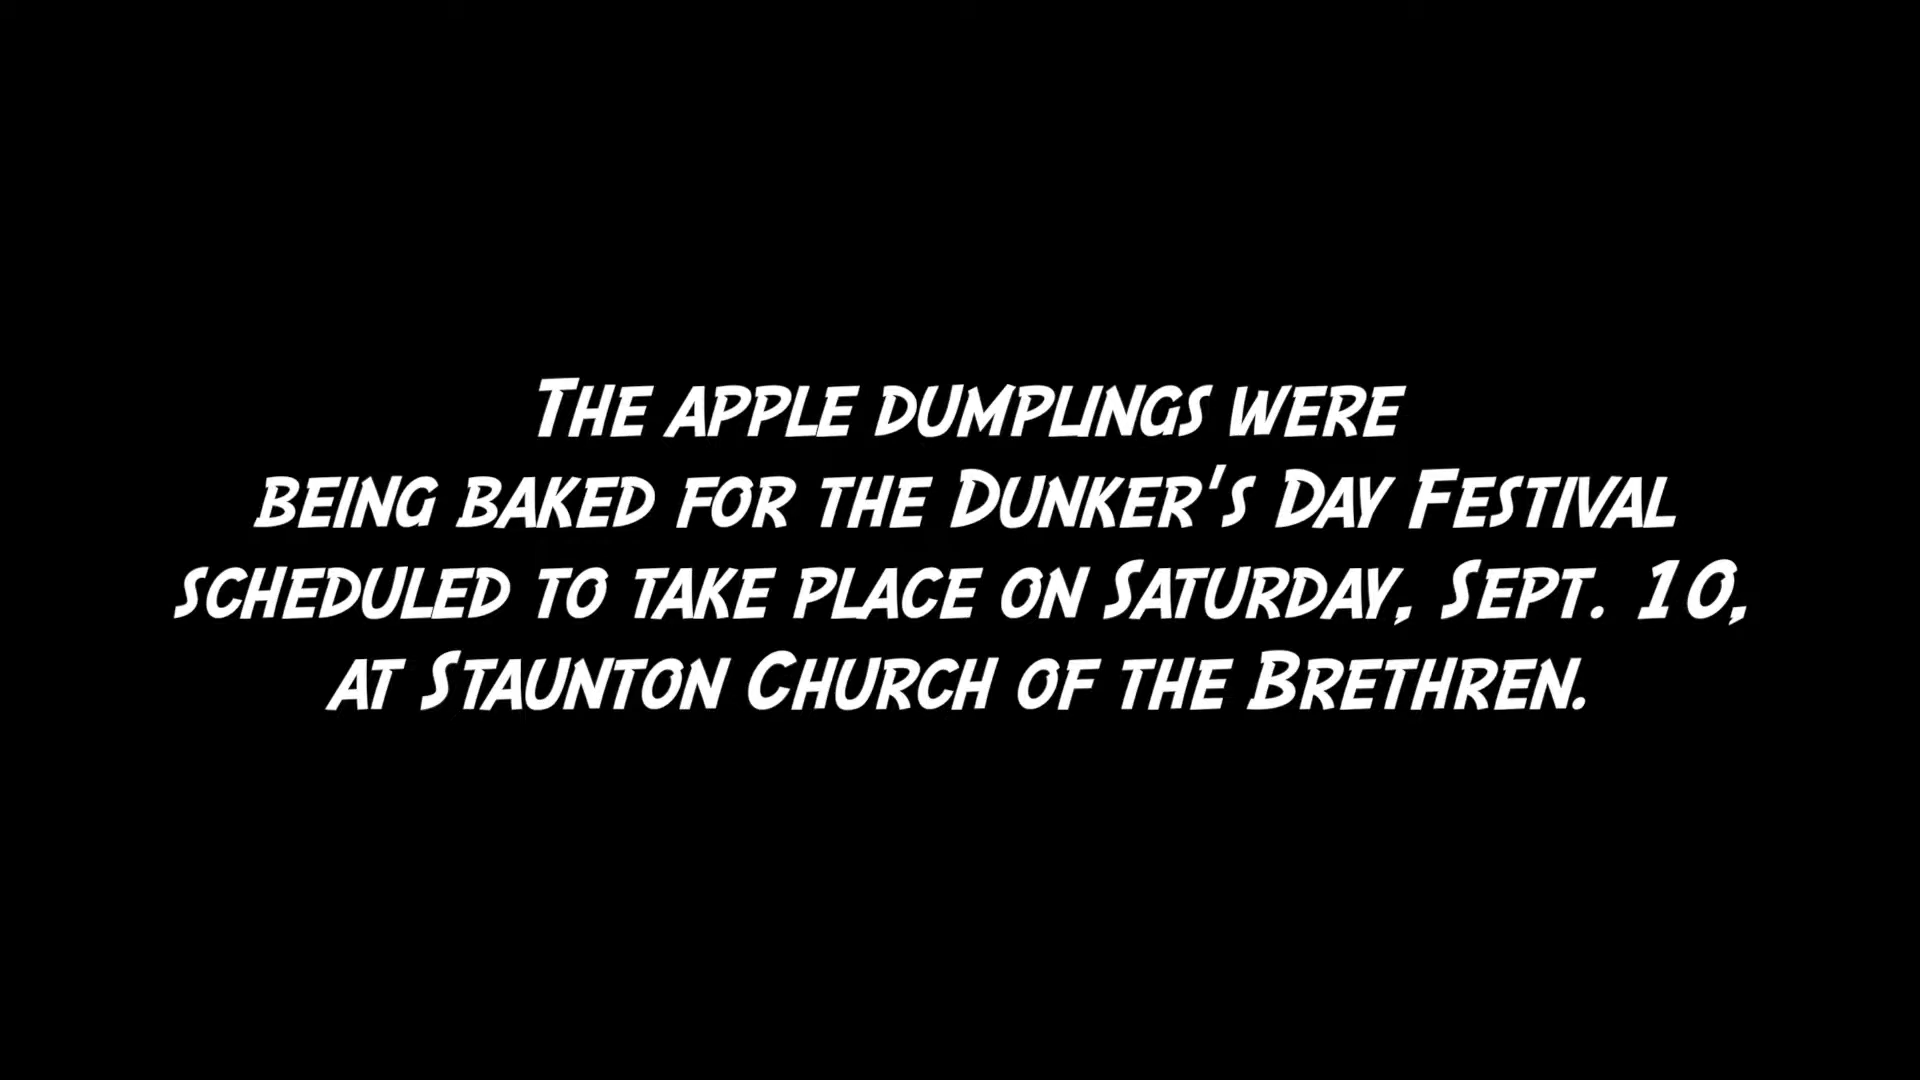 The apple dumplings were
being baked for the Dunker's Day Festival
scheduled to take place on Saturday, Sept. 10,
at Staunton Church of the Brethren.